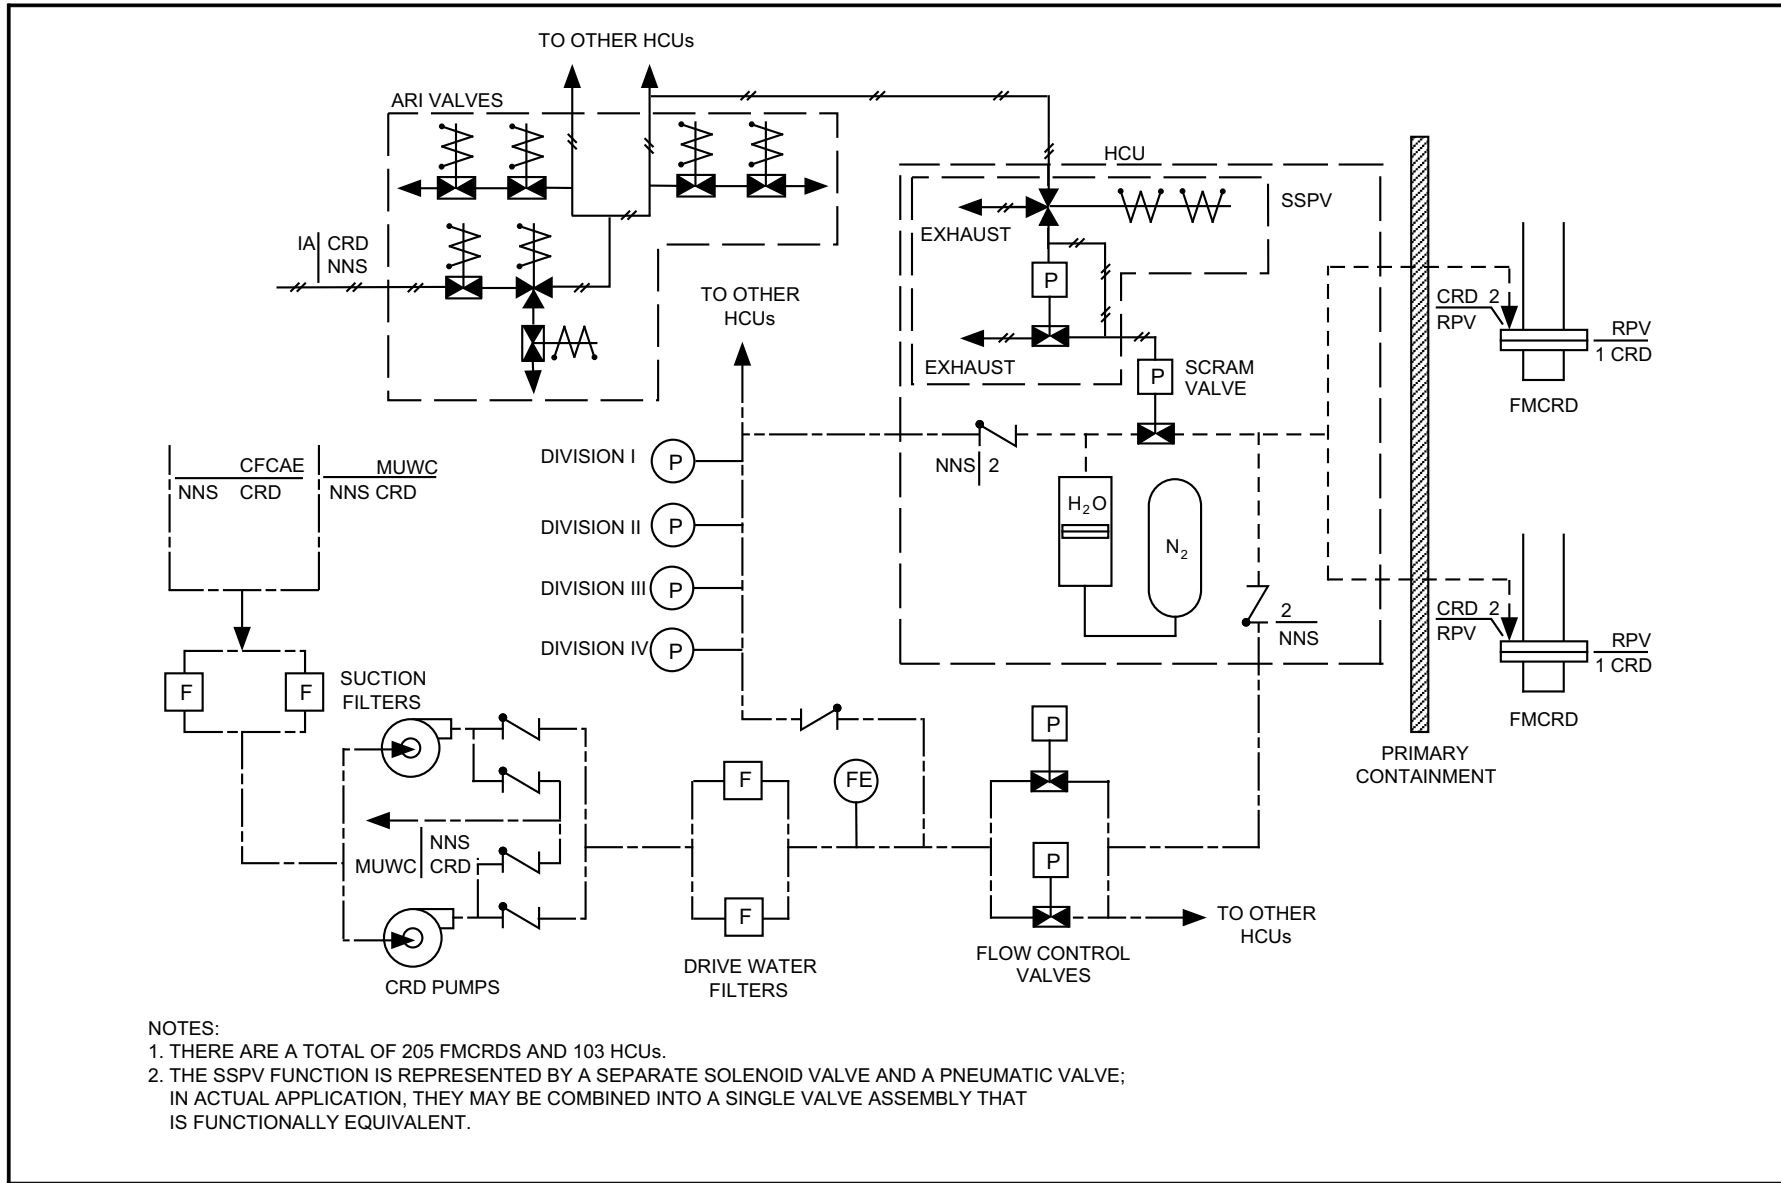 TO OTHER HCUs
ARI VALVES
HCU
SSPV
EXHAUST
IA CRD
NNS
TO OTHER
HCUs
P
CRD 2
RPV
RPV
1 CRD
EXHAUST
P
SCRAM
VALVE
FMCRD
CFCAE
NNS CRD
MUWC
NNS CRD
DIVISION I
P
NNS 2
H2O
N2
DIVISION II
P
DIVISION III
P
CRD 2
RPV
2
NNS
RPV
1 CRD
DIVISION IV
P
F
F
SUCTION
FILTERS
P
FMCRD
PRIMARY
CONTAINMENT
F
FE
NNS
MUWC CRD
P
F
TO OTHER
HCUs
CRD PUMPS
DRIVE WATER
FILTERS
FLOW CONTROL
VALVES
NOTES:
1. THERE ARE A TOTAL OF 205 FMCRDS AND 103 HCUs.
2. THE SSPV FUNCTION IS REPRESENTED BY A SEPARATE SOLENOID VALVE AND A PNEUMATIC VALVE;
IN ACTUAL APPLICATION, THEY MAY BE COMBINED INTO A SINGLE VALVE ASSEMBLY THAT
IS FUNCTIONALLY EQUIVALENT.